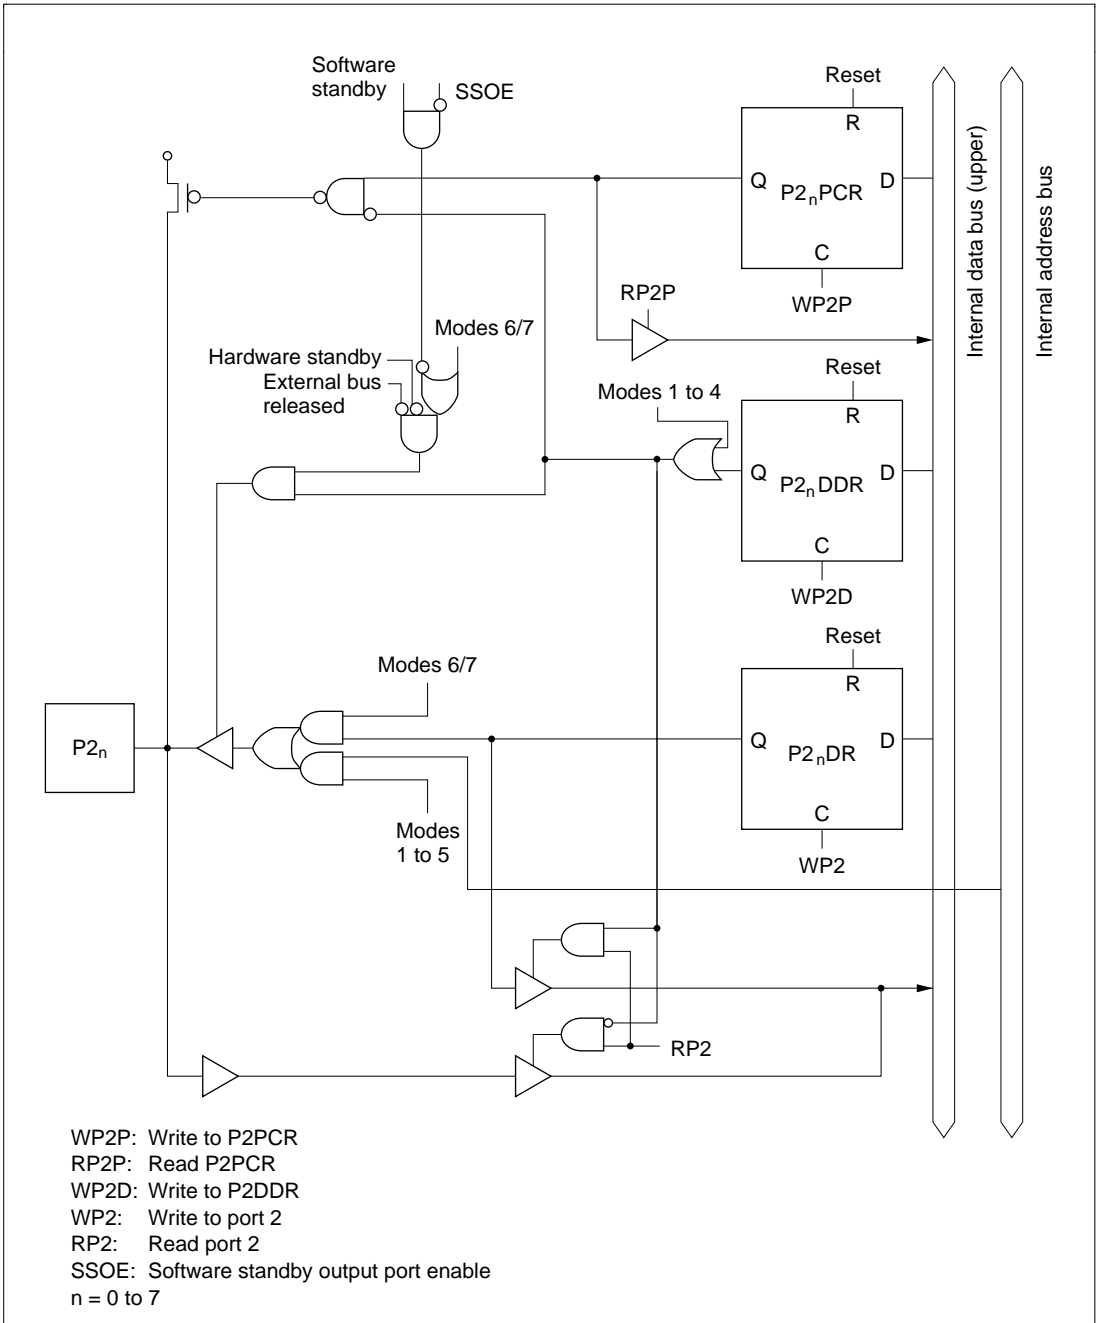 Software
standby
SSOE
Reset
R
Q P2nPCR D
C
WP2P
RP2P
Internal data bus (upper)
Internal address bus
Modes 6/7
Hardware standby
External bus
released
Modes 1 to 4
Reset
R
Q P2nDDR D
C
WP2D
Reset
R
Modes 6/7
P2n
Q P2nDR D
C
WP2
Modes
1 to 5
RP2
WP2P: Write to P2PCR
RP2P: Read P2PCR
WP2D: Write to P2DDR
WP2: Write to port 2
RP2: Read port 2
SSOE: Software standby output port enable
n = 0 to 7